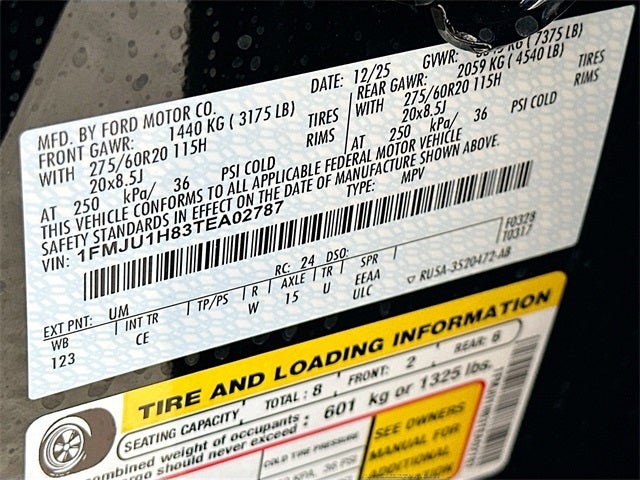 MFD. BY FORD MOTOR CO.
DATE: 12/25
GVWR: KG ( 7375 LB)
FRONT GAWR: 1440 KG ( 3175 LB)
REAR GAWR: 2059 KG ( 4540 LB)
WITH 275/60R20 115H TIRES
WITH 275/60R20 115H TIRES
20x8.5J RIMS
20x8.5J RIMS
AT 250 kPa/ 36 PSI COLD
AT 250 kPa/ 36 PSI COLD
THIS VEHICLE CONFORMS TO ALL APPLICABLE FEDERAL MOTOR VEHICLE
SAFETY STANDARDS IN EFFECT ON THE DATE OF MANUFACTURE SHOWN ABOVE.
VIN: 1FMJU1H83TEA02787
TYPE: MPV
F0328
T0317
EXT PNT: UM RC: 24 DSO:
WB INT TR TP/PS R AXLE TR SPR
123 CE W 15 U EFAA
ULC
▽ RU5A-3520472-AB
TIRE AND LOADING INFORMATION
SEATING CAPACITY TOTAL : 8 FRONT: 2 REAR: 6
combined weight of occupants
cargo should never exceed : 601 kg or 1325 lbs.
COLD TIRE PRESSURE
SEE OWNERS
MANUAL FOR
ADDITIONAL